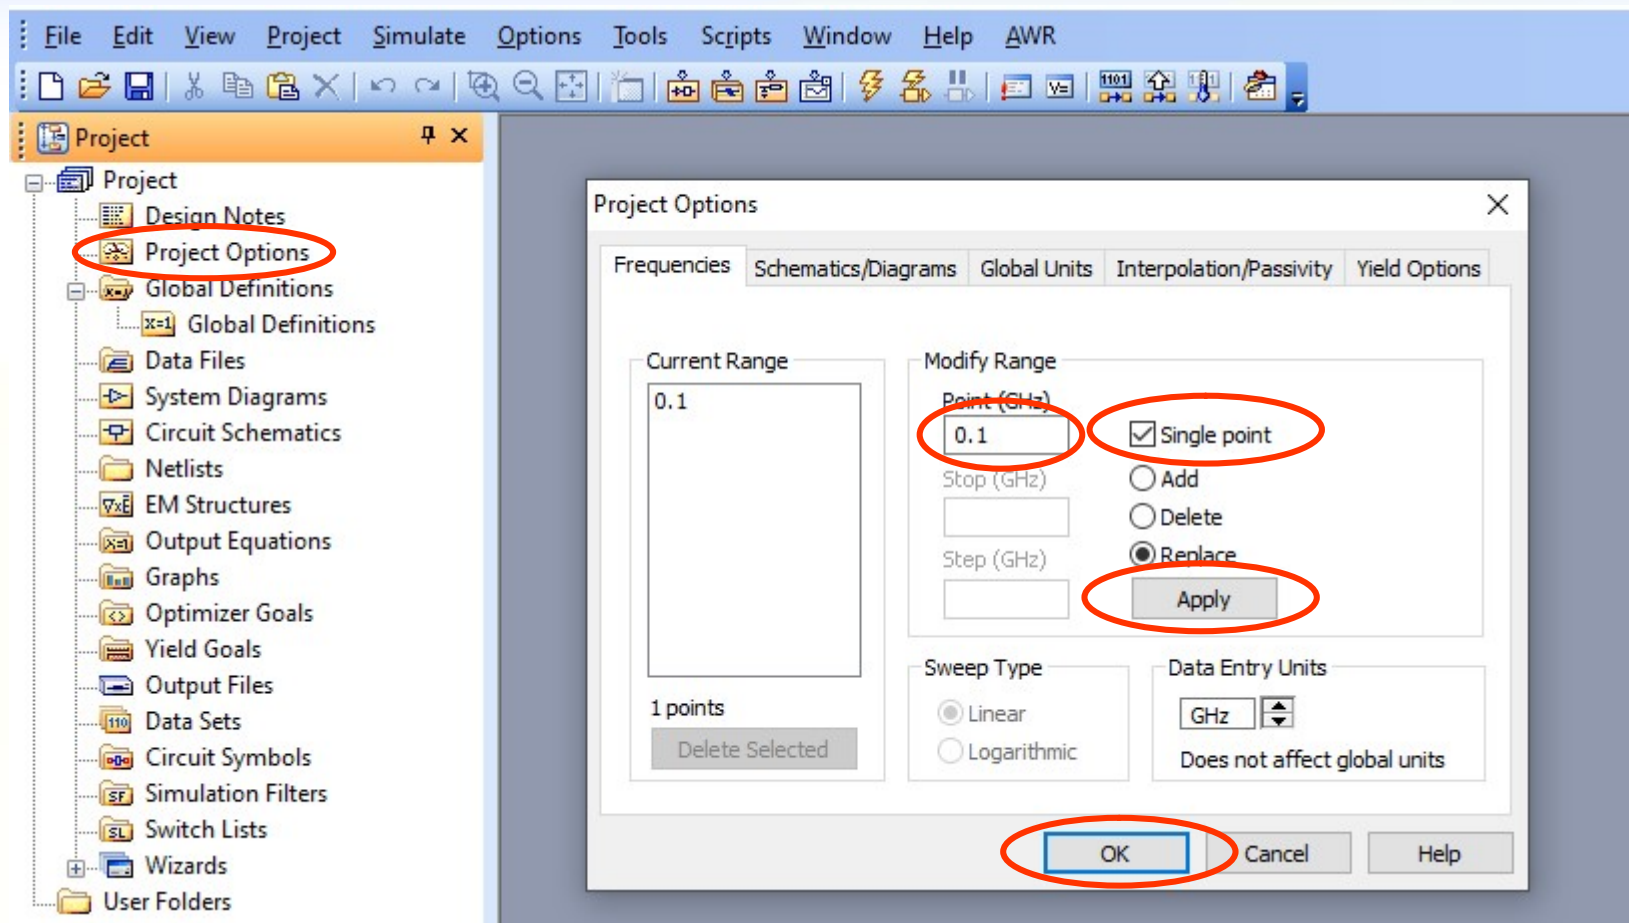 File Edit View Project Simulate Options Tools Scripts Window Help AWR
Project
Project
Design Notes
Project Options
Global Definitions
Global Definitions
Data Files
System Diagrams
Circuit Schematics
Netlists
EM Structures
Output Equations
Graphs
Optimizer Goals
Yield Goals
Output Files
Data Sets
Circuit Symbols
Simulation Filters
Switch Lists
Wizards
User Folders
Project Options
Frequencies Schematics/Diagrams Global Units Interpolation/Passivity Yield Options
Current Range
0.1
1 points
Delete Selected
Modify Range
Point (GHz)
0.1
Single point
Stop (GHz)
Add
Delete
Step (GHz)
Replace
Apply
Sweep Type
Linear
Logarithmic
Data Entry Units
GHz
Does not affect global units
OK Cancel Help